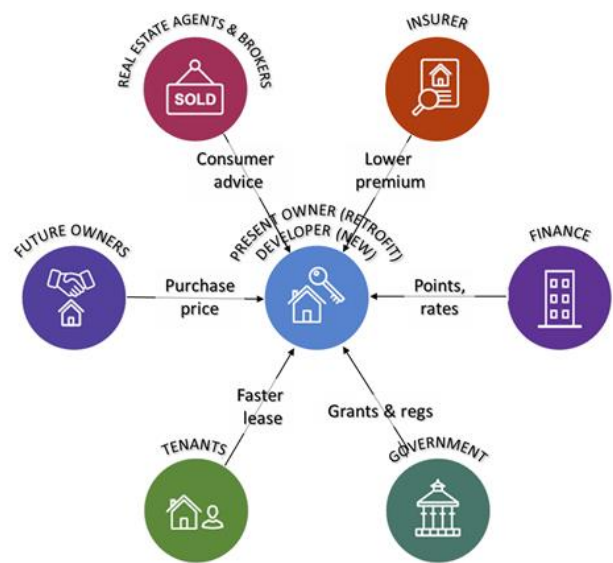 REAL ESTATE AGENTS & BROKERS
SOLD
INSURER
Consumer
advice
Lower
premium
PRESENT OWNER (RETROFIT)
DEVELOPER (NEW)
FUTURE OWNERS
FINANCE
Purchase
price
Points,
rates
Faster
lease
Grants & regs
TENANTS
GOVERNMENT